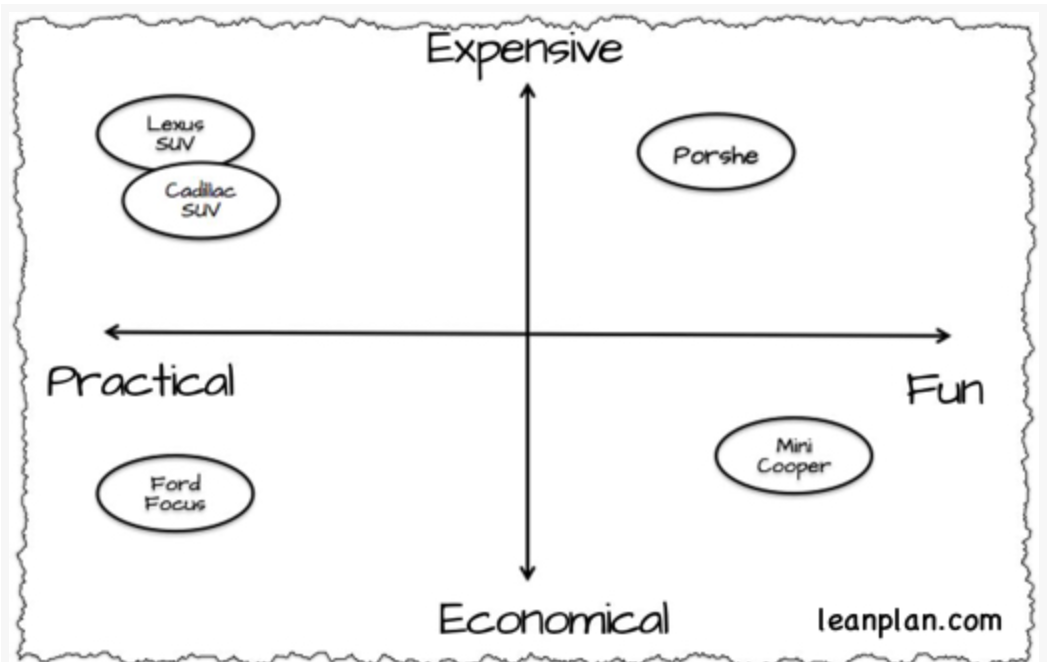 Expensive
Lexus
SUV
Porshe
Cadillac
SUV
Practical
Fun
Mini
Cooper
Ford
Focus
Economical
leanplan.com